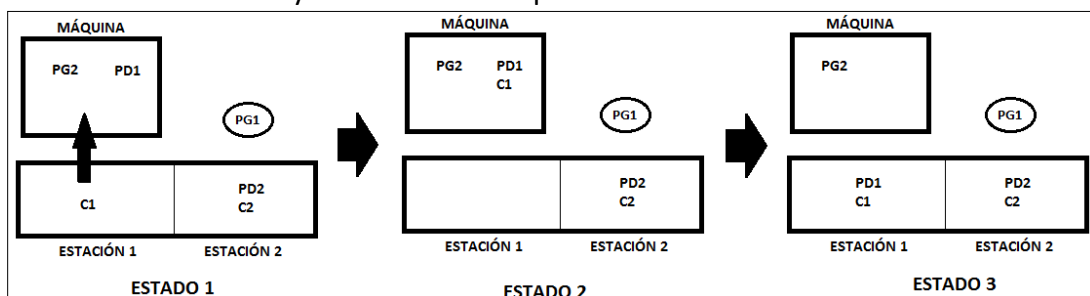 MÁQUINA
PG2 PD1
PG1
C1
PD2
C2
ESTACIÓN 1 ESTACIÓN 2
ESTADO 1
MÁQUINA
PG2 PD1
C1
PG1
PD2
C2
ESTACIÓN 1 ESTACIÓN 2
ESTADO 2
MÁQUINA
PG2
PG1
PD1
C1
PD2
C2
ESTACIÓN 1 ESTACIÓN 2
ESTADO 3